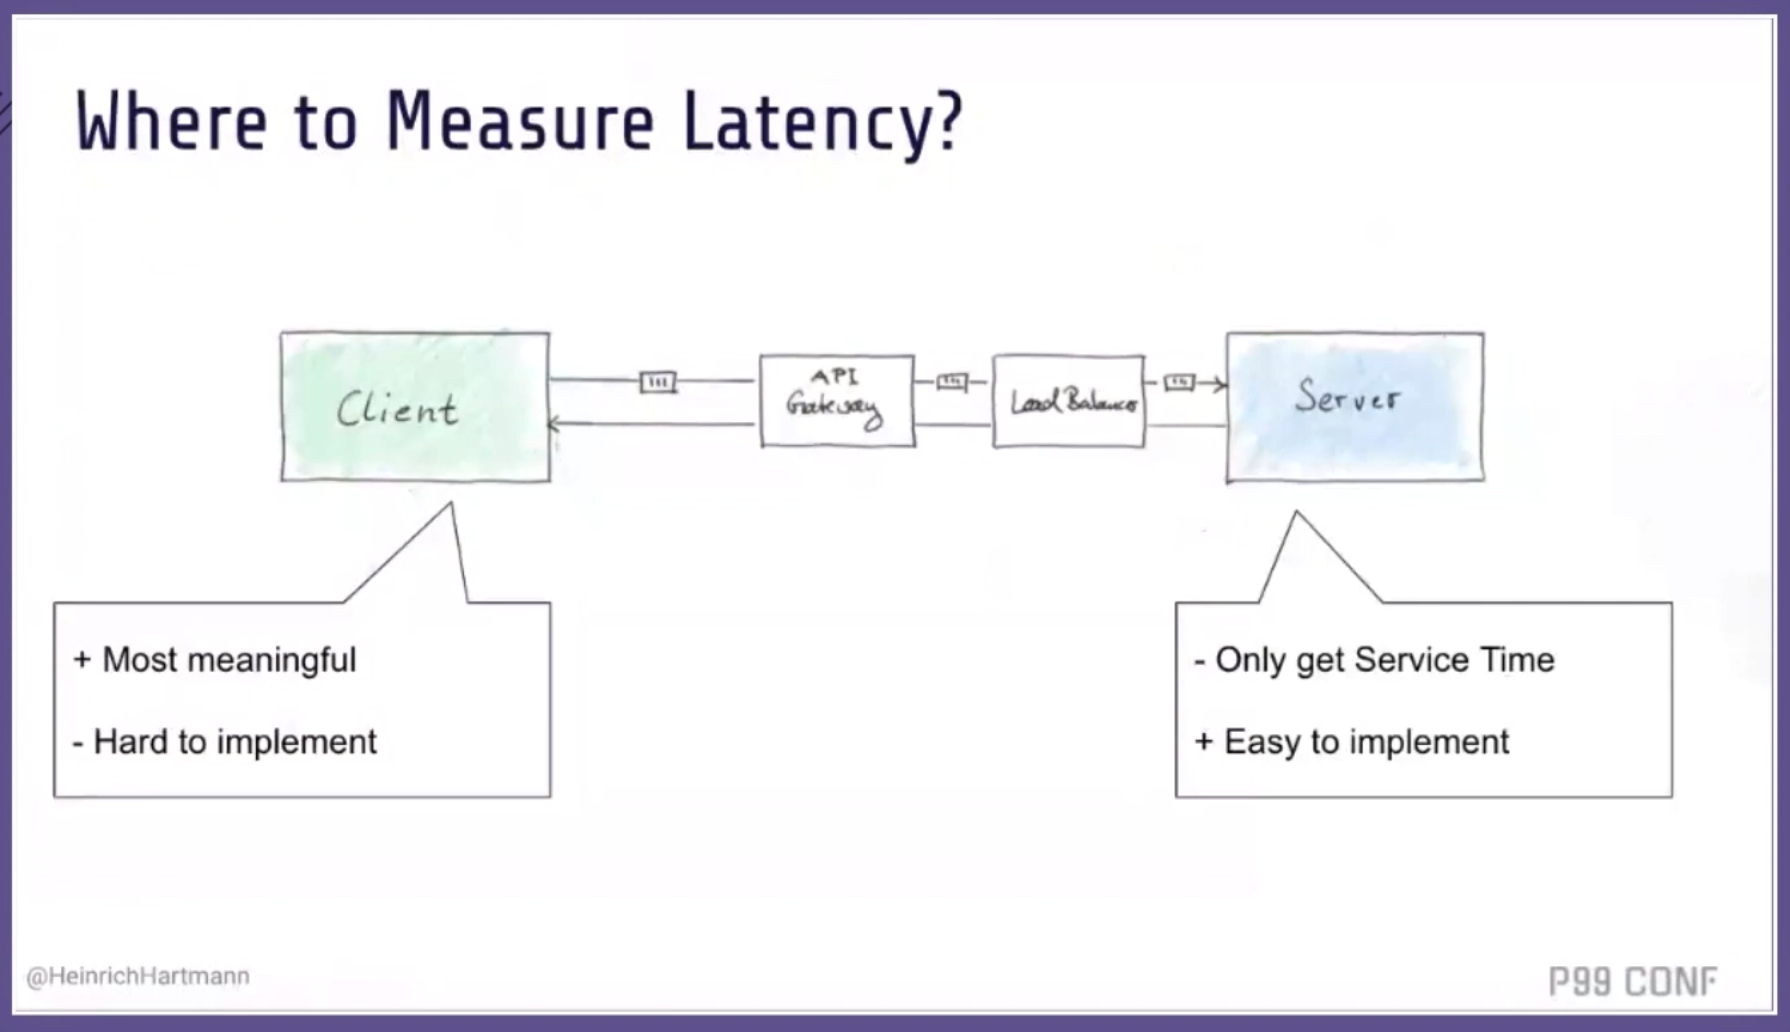 Where to Measure Latency?
Client
API
Gateway
Load Balancer
Server
+ Most meaningful
- Hard to implement
- Only get Service Time
+ Easy to implement
@HeinrichHartmann
P99 CONF